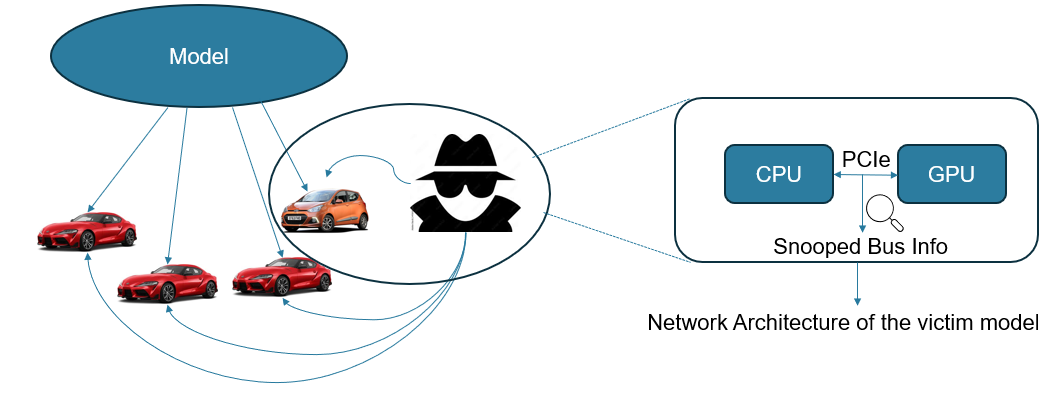 Model
CPU
PCIe
GPU
Snooped Bus Info
Network Architecture of the victim model